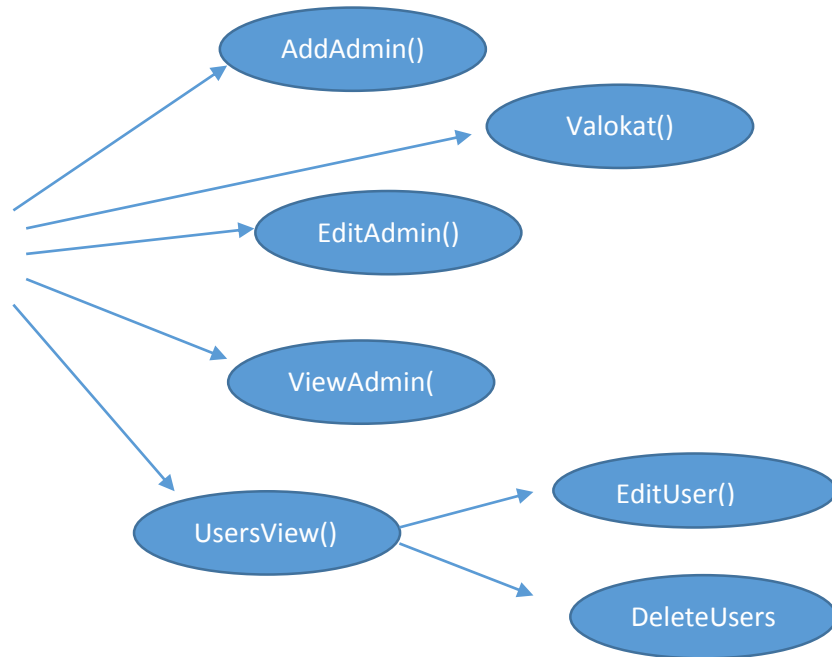 AddAdmin()
Valokat()
EditAdmin()
ViewAdmin(
EditUser()
UsersView()
DeleteUsers